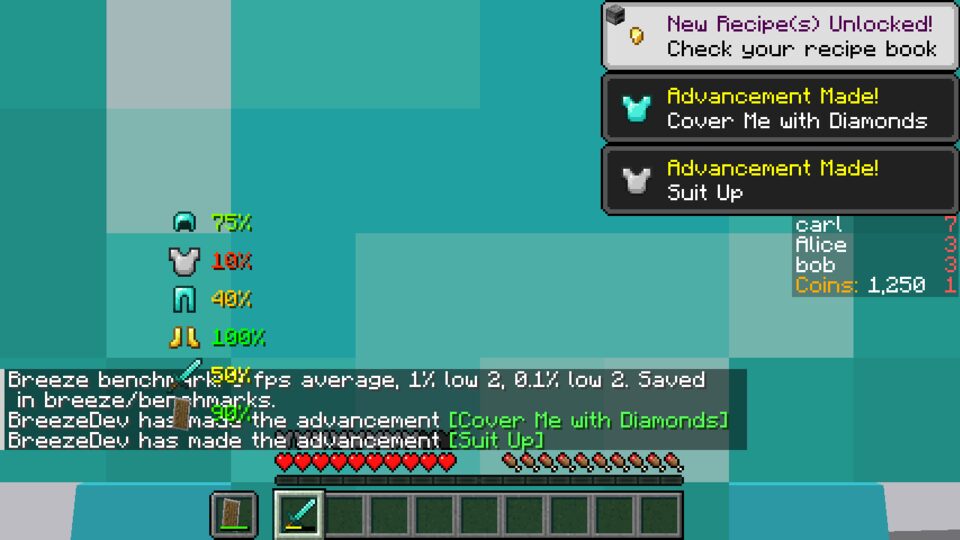 New Recipe(s) Unlocked!
Check your recipe book
Advancement Made!
Cover Me with Diamonds
Advancement Made!
Suit Up
carl 7
Alice 3
bob 3
Coins: 1,250 1
75%
10%
40%
100%
50%
90%
Breeze benchmark: fps average, 1% low 2, 0.1% low 2. Saved
in breeze/benchmarks.
BreezeDev has made the advancement [Cover Me with Diamonds]
BreezeDev has made the advancement [Suit Up]